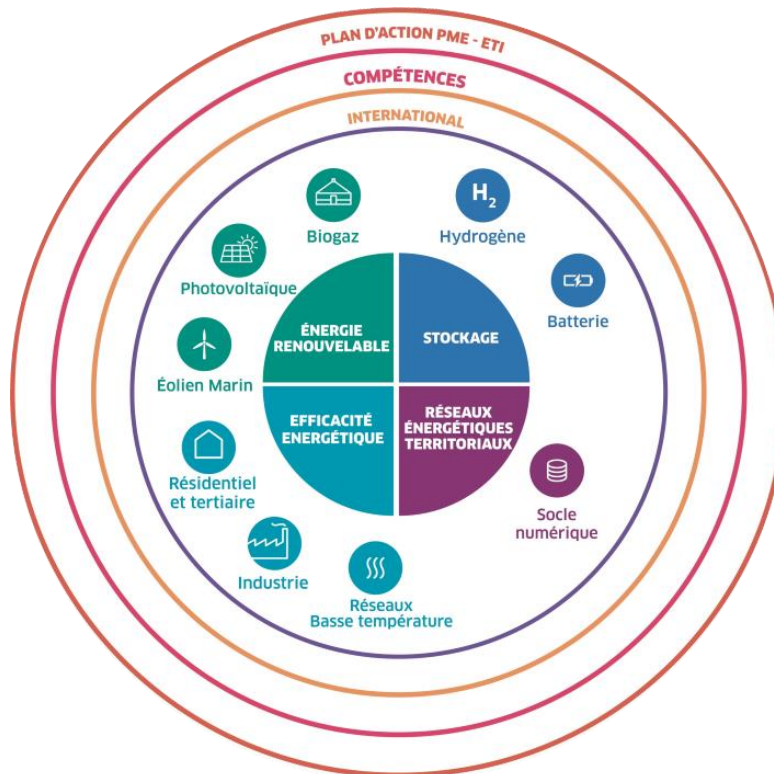 PLAN D'ACTION PME - ETI
COMPÉTENCES
INTERNATIONAL
Biogaz
H2
Hydrogène
Photovoltaïque
Batterie
ÉNERGIE
RENOUVELABLE
STOCKAGE
Éolien Marin
EFFICACITÉ
ENERGÉTIQUE
RÉSEAUX
ÉNERGÉTIQUES
TERRITORIAUX
Résidentiel
et tertiaire
Socle
numérique
Industrie
Réseaux
Basse température